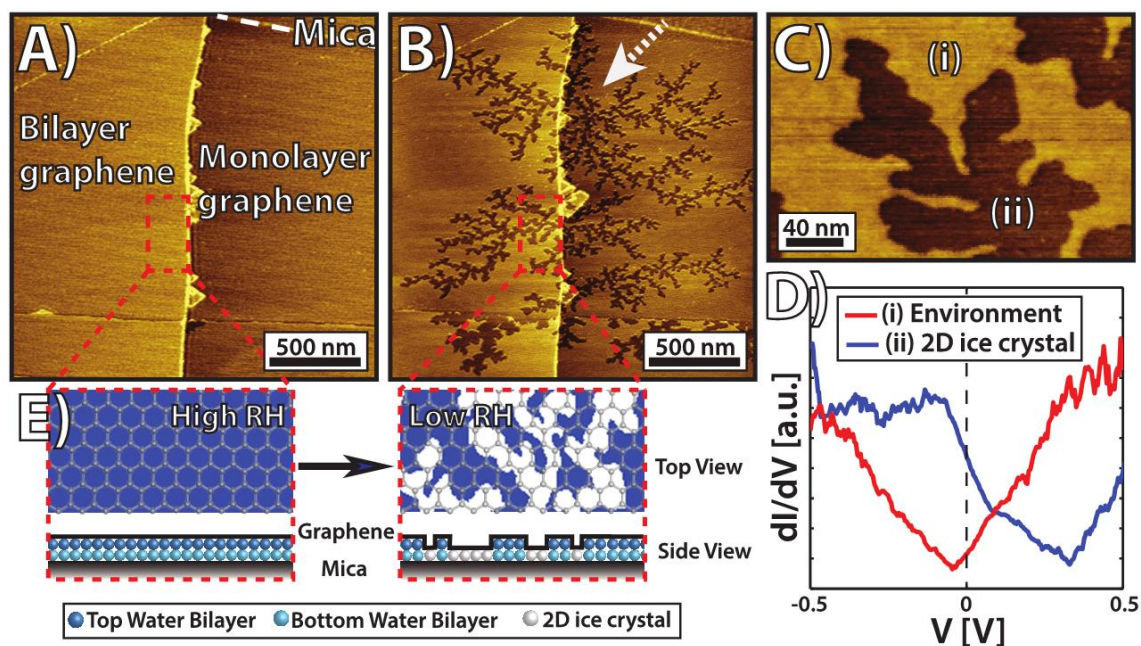 A)
Mica
Bilayer
graphene
Monolayer
graphene
500 nm
B)
500 nm
C)
(i)
(ii)
40 nm
D)
(i) Environment
(ii) 2D ice crystal
dI/dV [a.u.]
-0.5
0
0.5
V [V]
E)
High RH
Low RH
Top View
Graphene
Mica
Side View
Top Water Bilayer
Bottom Water Bilayer
2D ice crystal